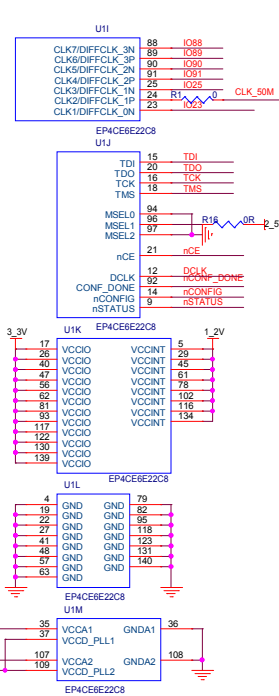 U1I
CLK7/DIFFCLK_3N 88 IO88
CLK6/DIFFCLK_3P 89 IO89
CLK5/DIFFCLK_2N 90 IO90
CLK4/DIFFCLK_2P 91 IO91
CLK3/DIFFCLK_1N 25 IO25
CLK2/DIFFCLK_1P 24 R1 0 CLK_50M
CLK1/DIFFCLK_0N 23 IO23
EP4CE6E22C8
U1J
TDI 15 TDI
TDO 20 TDO
TCK 16 TCK
TMS 18 TMS
MSEL0 94
MSEL1 96 R16 0R 2_5
MSEL2 97
nCE 21 nCE
DCLK 12 DCLK
CONF_DONE 92 nCONF_DONE
nCONFIG 14 nCONFIG
nSTATUS 9 nSTATUS
EP4CE6E22C8
3_3V U1K 1_2V
17 VCCIO VCCINT 5
26 VCCIO VCCINT 29
40 VCCIO VCCINT 45
47 VCCIO VCCINT 61
56 VCCIO VCCINT 78
62 VCCIO VCCINT 102
81 VCCIO VCCINT 116
93 VCCIO VCCINT 134
117 VCCIO
122 VCCIO
130 VCCIO
139 VCCIO
EP4CE6E22C8
U1L
4 GND GND 79
19 GND GND 82
22 GND GND 95
27 GND GND 118
41 GND GND 123
48 GND GND 131
57 GND GND 140
63 GND
EP4CE6E22C8
U1M
35 VCCA1 GNDA1 36
37 VCCD_PLL1
107 VCCA2 GNDA2 108
109 VCCD_PLL2
EP4CE6E22C8